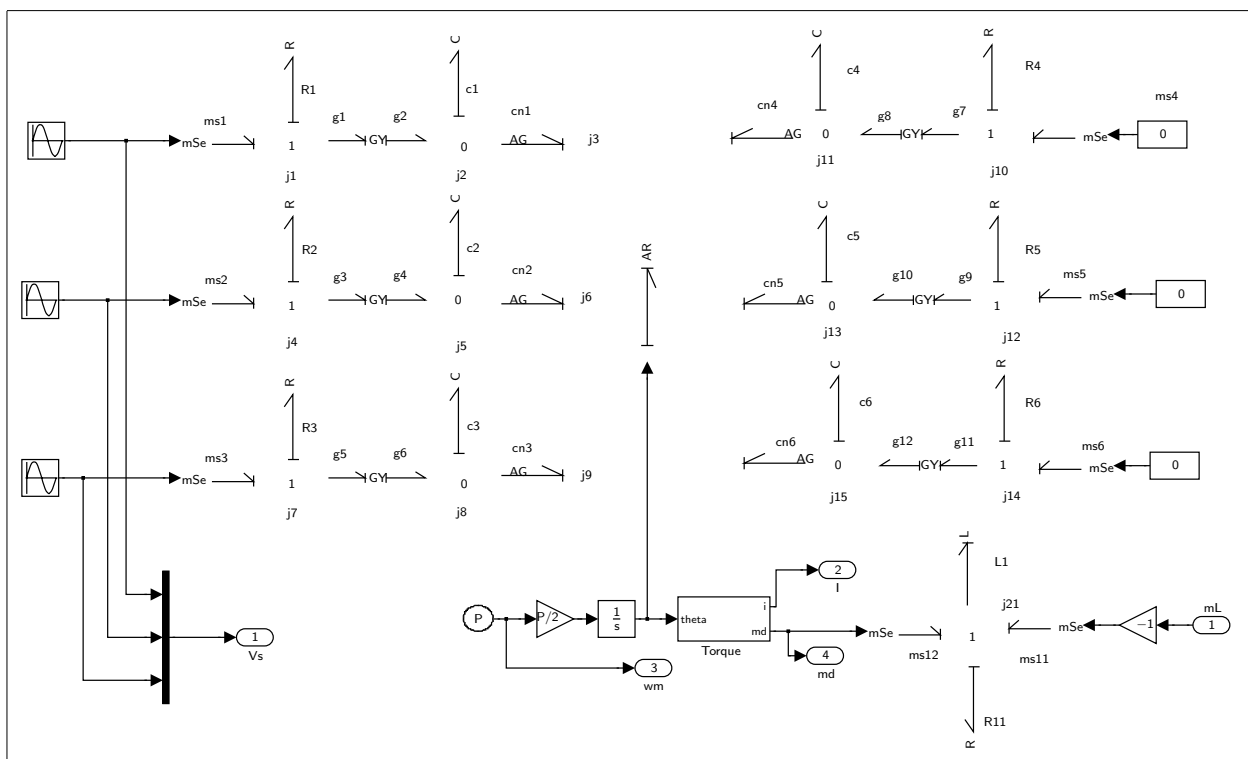 R
C
C
R
R1
c1
c4
R4
ms1
g1
g2
cn1
cn4
g8
g7
ms4
mSe
1
GY
0
AG
j3
AG
0
GY
1
mSe
0
j1
j2
j11
j10
R
C
C
R
R2
c2
AR
c5
R5
ms2
g3
g4
cn2
cn5
g10
g9
ms5
mSe
1
GY
0
AG
j6
AG
0
GY
1
mSe
0
j4
j5
j13
j12
R
C
C
R
R3
c3
c6
R6
ms3
g5
g6
cn3
cn6
g12
g11
ms6
mSe
1
GY
0
AG
j9
AG
0
GY
1
mSe
0
j7
j8
j15
j14
L
L1
2
I
j21
mL
P
P/2
1
s
theta
i
md
Torque
mSe
1
mSe
−1
1
1
Vs
3
wm
4
md
ms12
ms11
R11
R